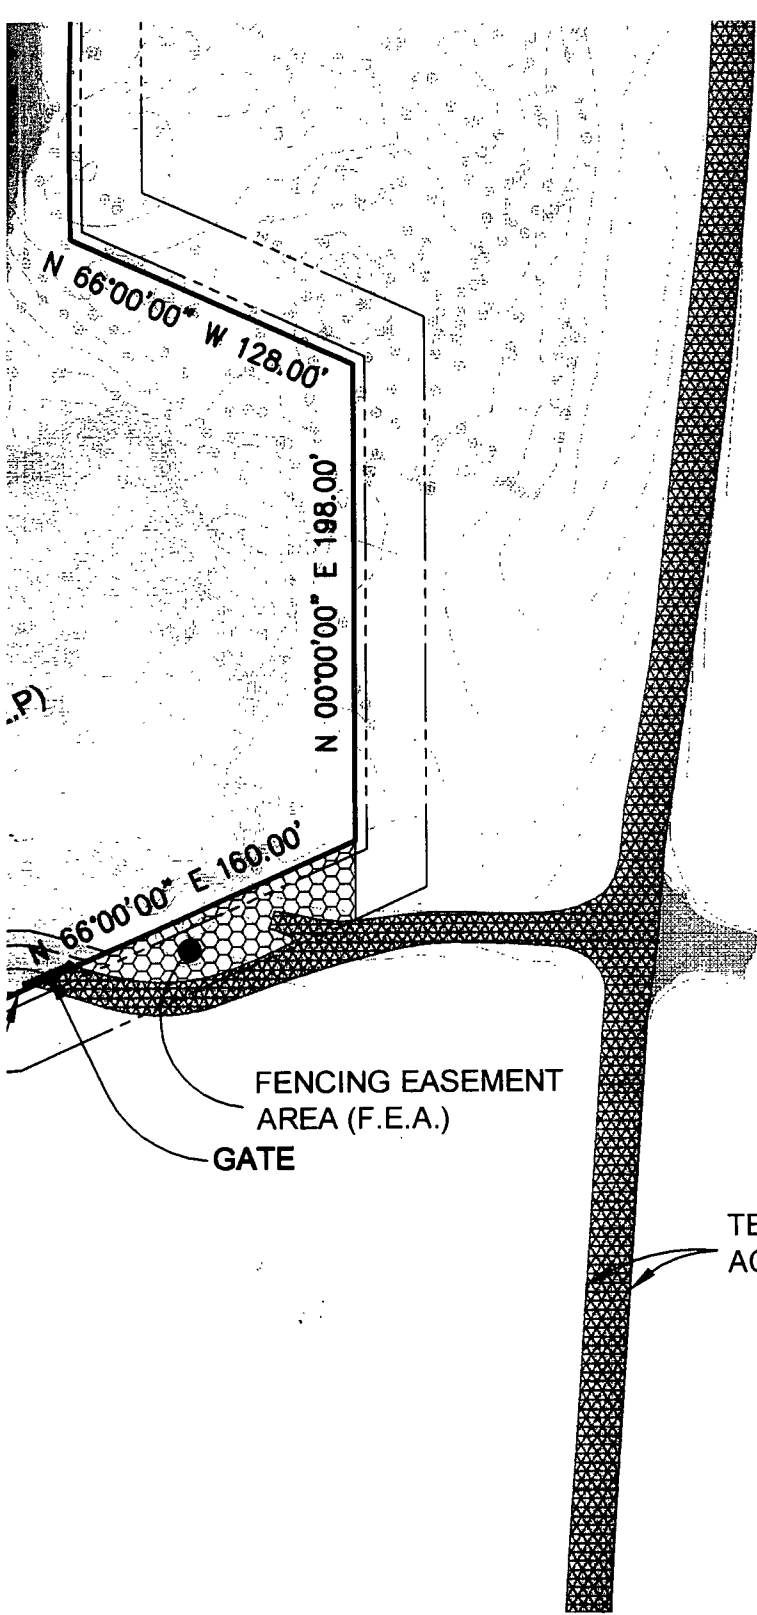 N 66°00'00" W 128.00'
N 00°00'00" E 198.00'
..P)
N 66°00'00" E 160.00'
FENCING EASEMENT
AREA (F.E.A.)
GATE
TE
AC